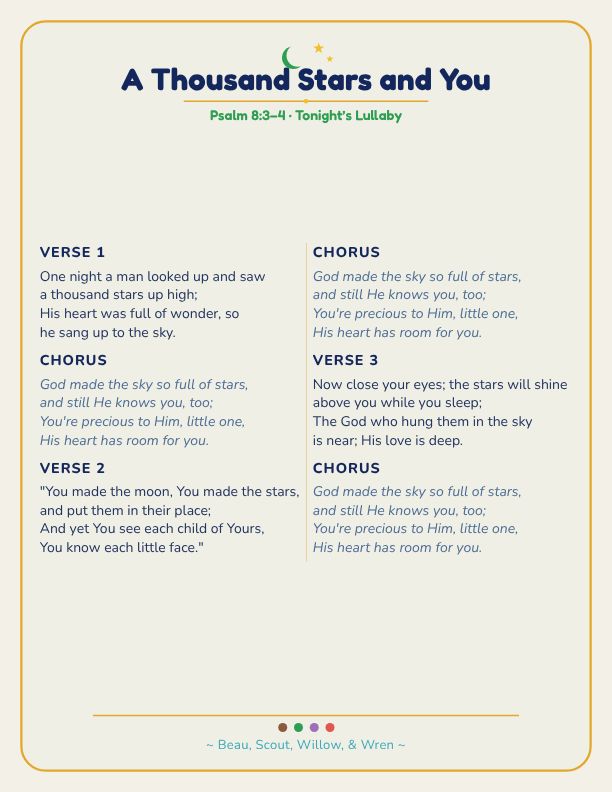 A Thousand Stars and You
Psalm 8:3–4 · Tonight's Lullaby
VERSE 1
One night a man looked up and saw
a thousand stars up high;
His heart was full of wonder, so
he sang up to the sky.
CHORUS
God made the sky so full of stars,
and still He knows you, too;
You're precious to Him, little one,
His heart has room for you.
VERSE 2
"You made the moon, You made the stars,
and put them in their place;
And yet You see each child of Yours,
You know each little face."
CHORUS
God made the sky so full of stars,
and still He knows you, too;
You're precious to Him, little one,
His heart has room for you.
VERSE 3
Now close your eyes; the stars will shine
above you while you sleep;
The God who hung them in the sky
is near; His love is deep.
CHORUS
God made the sky so full of stars,
and still He knows you, too;
You're precious to Him, little one,
His heart has room for you.
~ Beau, Scout, Willow, & Wren ~